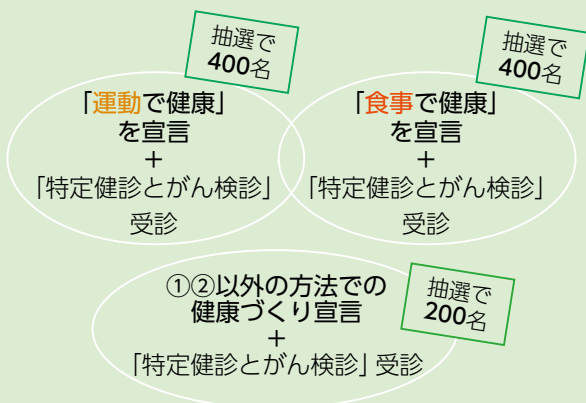 抽選で
400名
「運動で健康」
を宣言
+
「特定健診とがん検診」
受診
抽選で
400名
「食事で健康」
を宣言
+
「特定健診とがん検診」
受診
①②以外の方法での
健康づくり宣言
+
「特定健診とがん検診」受診
抽選で
200名